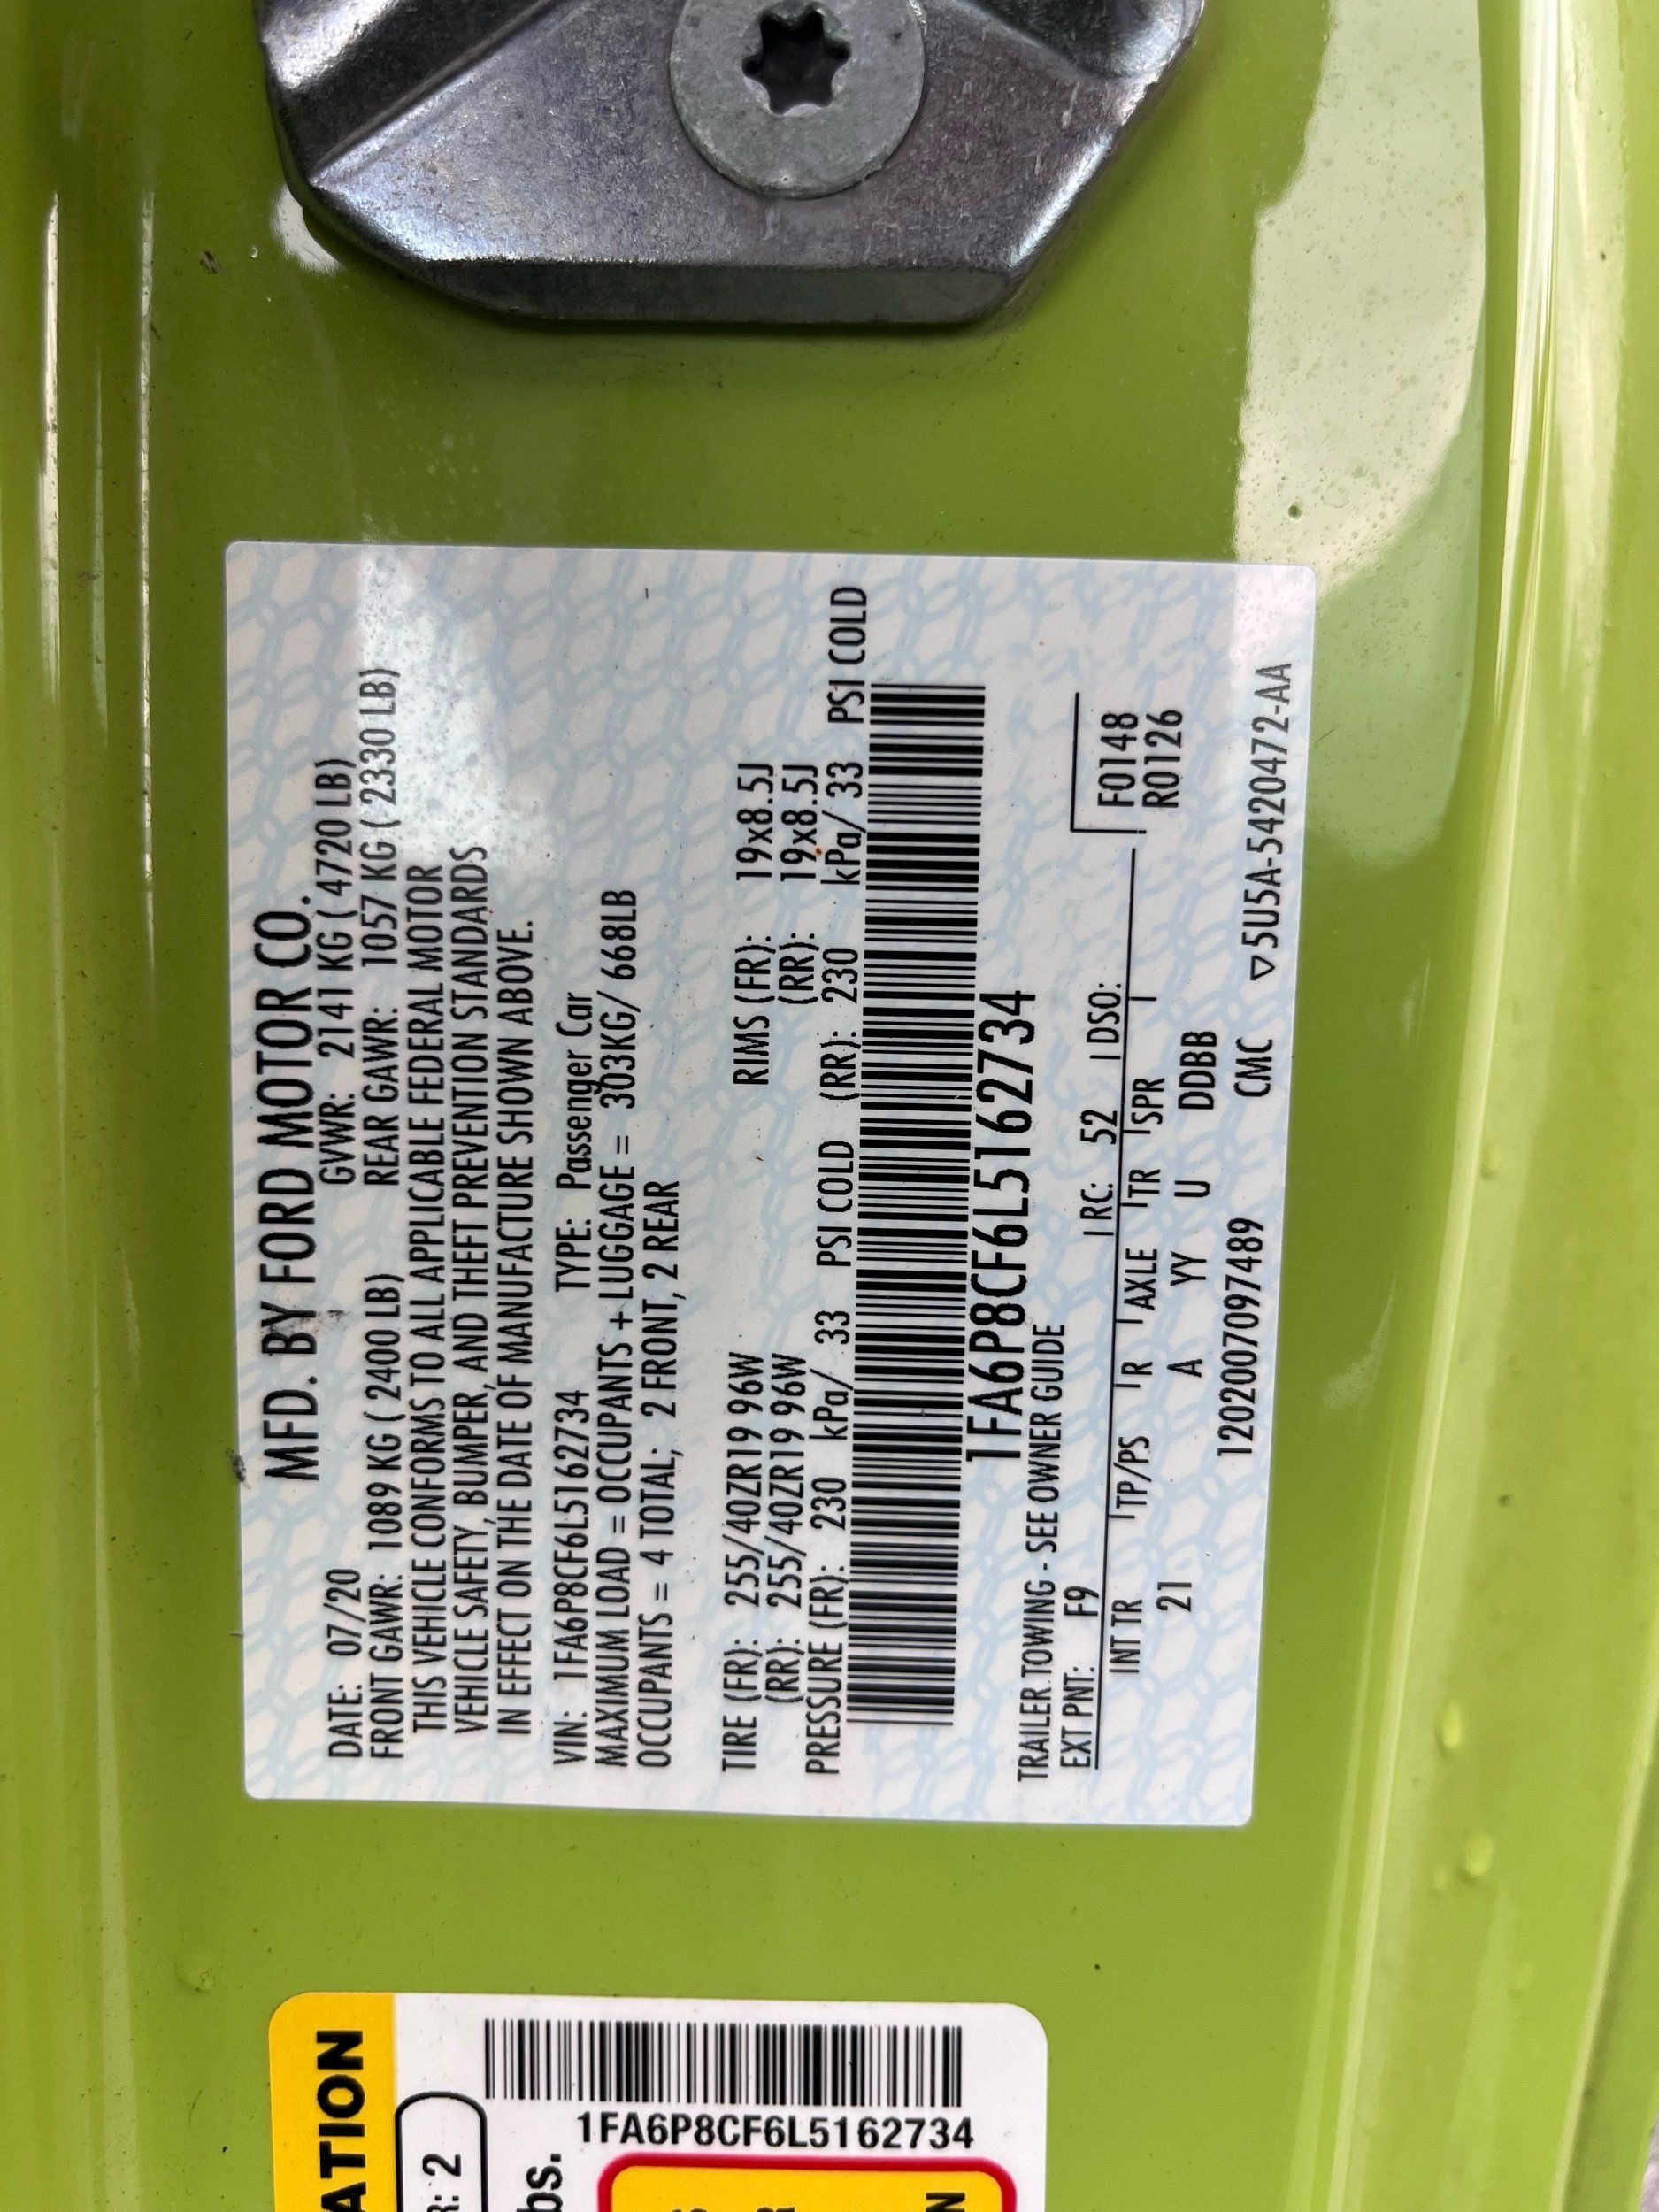 MFD. BY FORD MOTOR CO.
DATE: 07/20 GVWR: 2141 KG ( 4720 LB)
FRONT GAWR: 1089 KG ( 2400 LB) REAR GAWR: 1057 KG ( 2330 LB)
THIS VEHICLE CONFORMS TO ALL APPLICABLE FEDERAL MOTOR
VEHICLE SAFETY, BUMPER, AND THEFT PREVENTION STANDARDS
IN EFFECT ON THE DATE OF MANUFACTURE SHOWN ABOVE.
VIN: 1FA6P8CF6L5162734 TYPE: Passenger Car
MAXIMUM LOAD = OCCUPANTS + LUGGAGE = 303KG/ 668LB
OCCUPANTS = 4 TOTAL; 2 FRONT, 2 REAR
TIRE (FR): 255/40ZR19 96W RIMS (FR): 19x8.5J
(RR): 255/40ZR19 96W (RR): 19x8.5J
PRESSURE (FR): 230 kPa/ 33 PSI COLD (RR): 230 kPa/ 33 PSI COLD
1FA6P8CF6L5162734
TRAILER TOWING - SEE OWNER GUIDE
EXT PNT: F9 RC: 52 DSO: F0148
INT TR TP/PS R AXLE TR SPR R0126
21 A YY U DDBB
1202007097489 CMC ▽5U5A-5420472-AA
ATION
R: 2
bs.
1FA6P8CF6L5162734